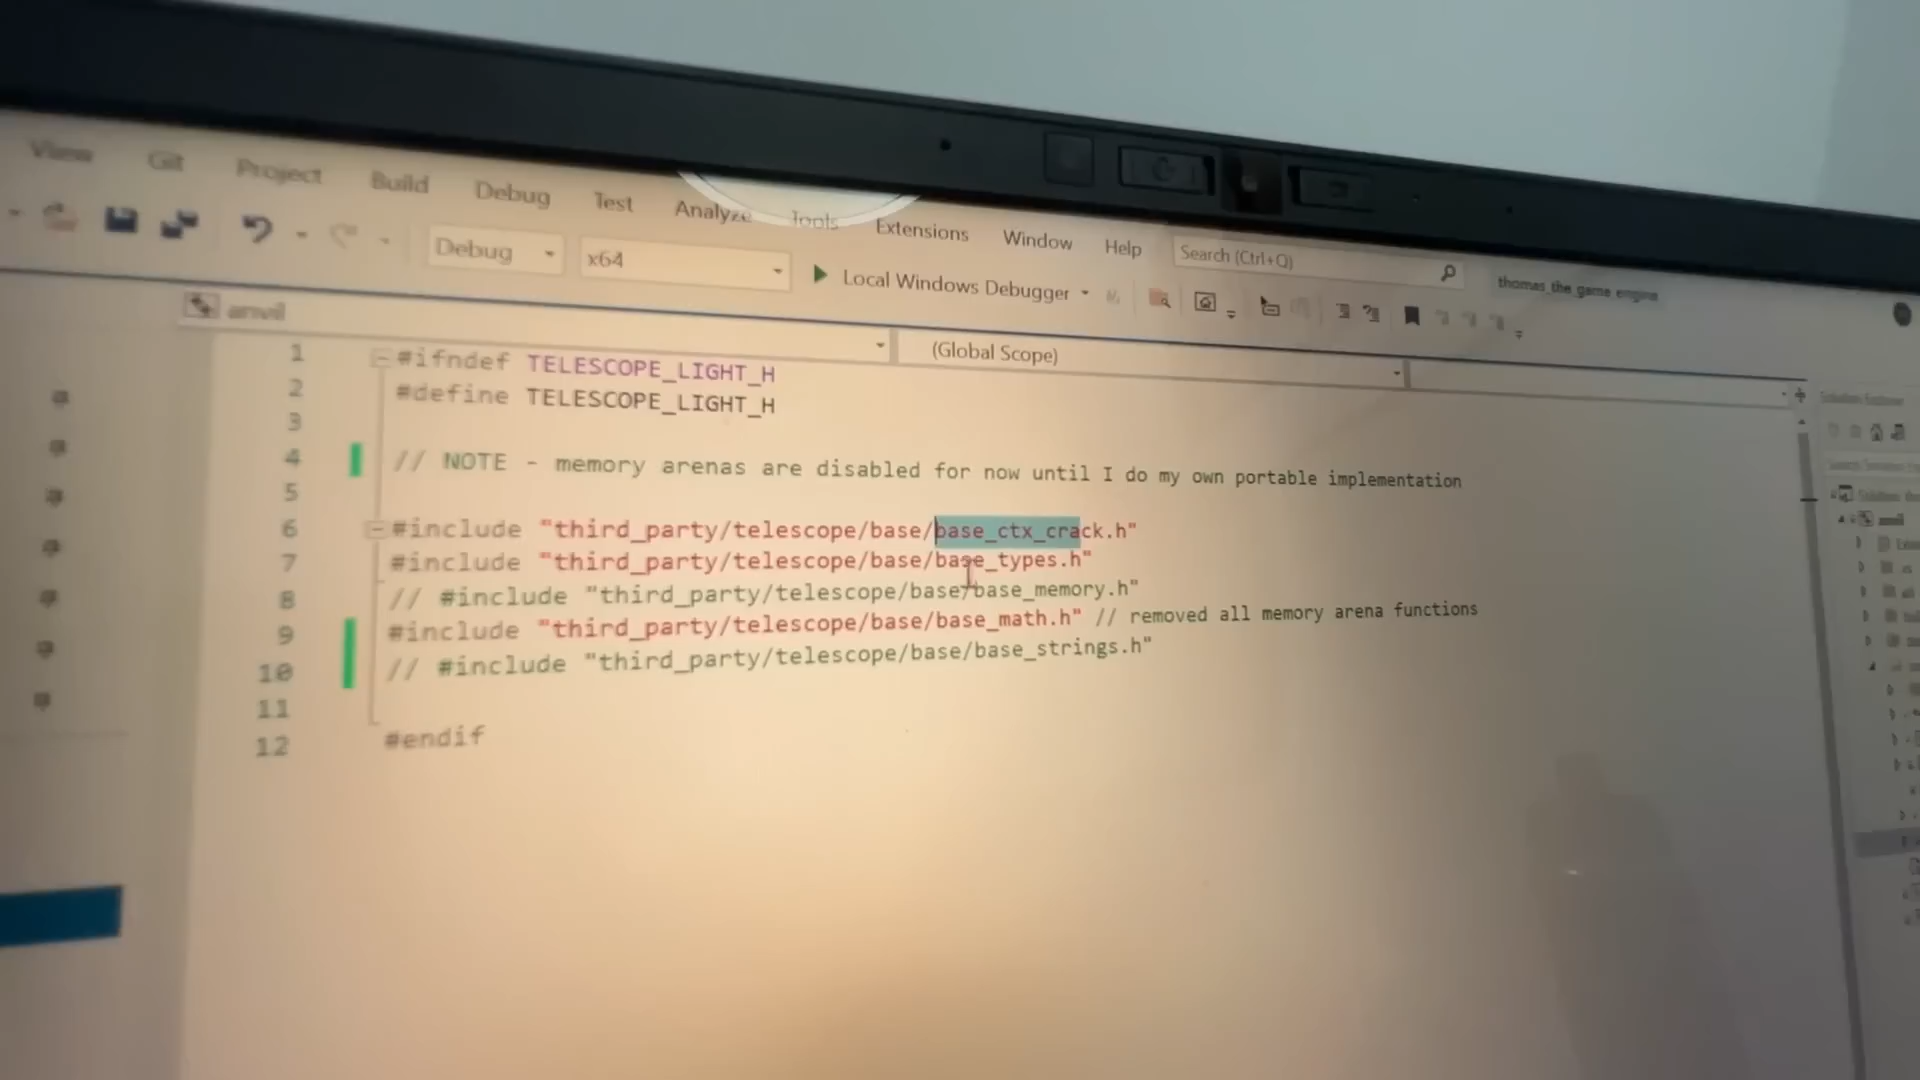 View Git Project Build Debug Test Analyze Tools Extensions Window Help Search (Ctrl+Q) thomas_the_game_engine
Debug x64 Local Windows Debugger
anvil (Global Scope)
1 #ifndef TELESCOPE_LIGHT_H
2 #define TELESCOPE_LIGHT_H
3
4 // NOTE - memory arenas are disabled for now until I do my own portable implementation
5
6 #include "third_party/telescope/base/base_ctx_crack.h"
7 #include "third_party/telescope/base/base_types.h"
8 // #include "third_party/telescope/base/base_memory.h"
9 #include "third_party/telescope/base/base_math.h" // removed all memory arena functions
10 // #include "third_party/telescope/base/base_strings.h"
11
12 #endif
Solution Explorer
anvil